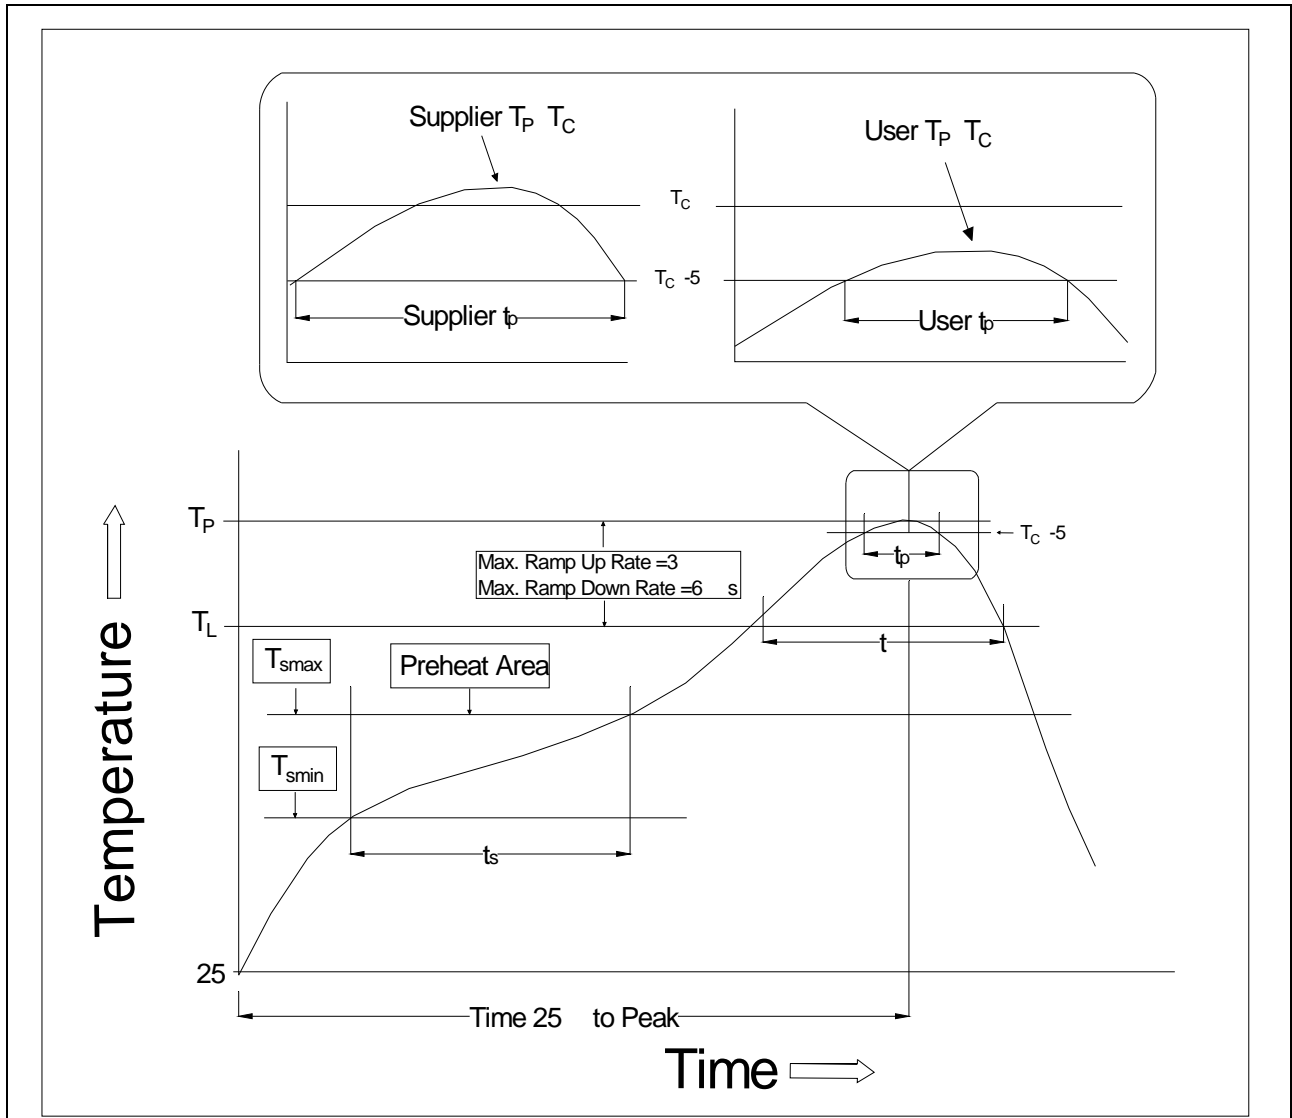 Supplier TP TC
User TP TC
TC
TC -5
Supplier tp
User tp
TP
TC -5
tp
Max. Ramp Up Rate =3
Max. Ramp Down Rate =6 s
TL
t
Tsmax
Preheat Area
Tsmin
ts
Temperature
25
Time 25 to Peak
Time